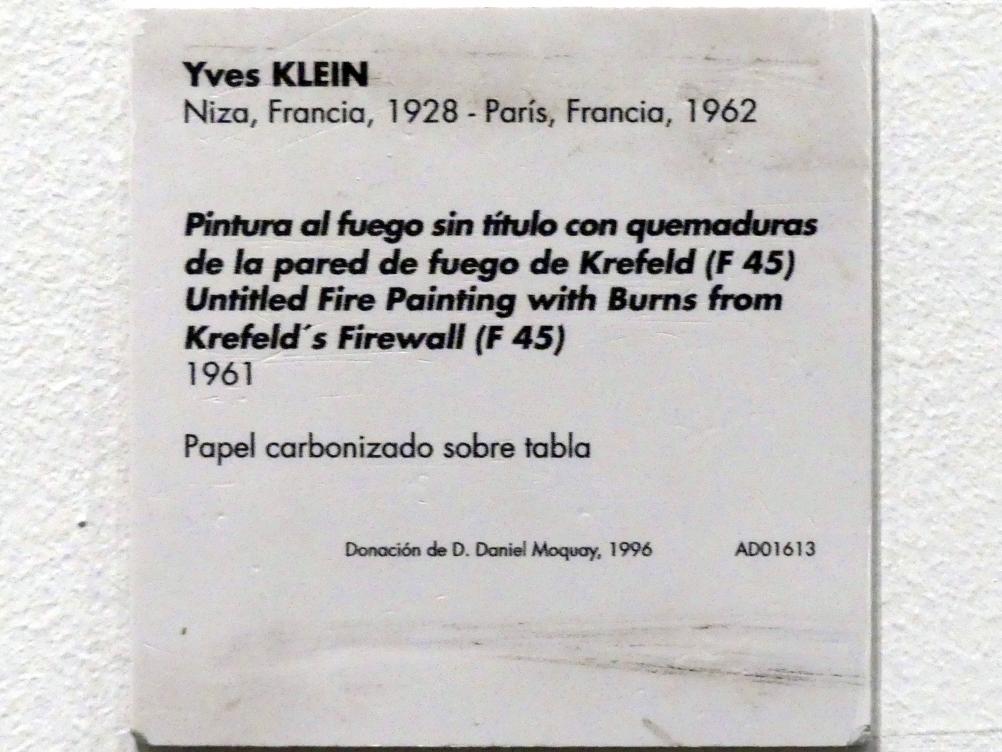 Yves KLEIN
Niza, Francia, 1928 - París, Francia, 1962
Pintura al fuego sin título con quemaduras
de la pared de fuego de Krefeld (F 45)
Untitled Fire Painting with Burns from
Krefeld´s Firewall (F 45)
1961
Papel carbonizado sobre tabla
Donación de D. Daniel Moquay, 1996 AD01613